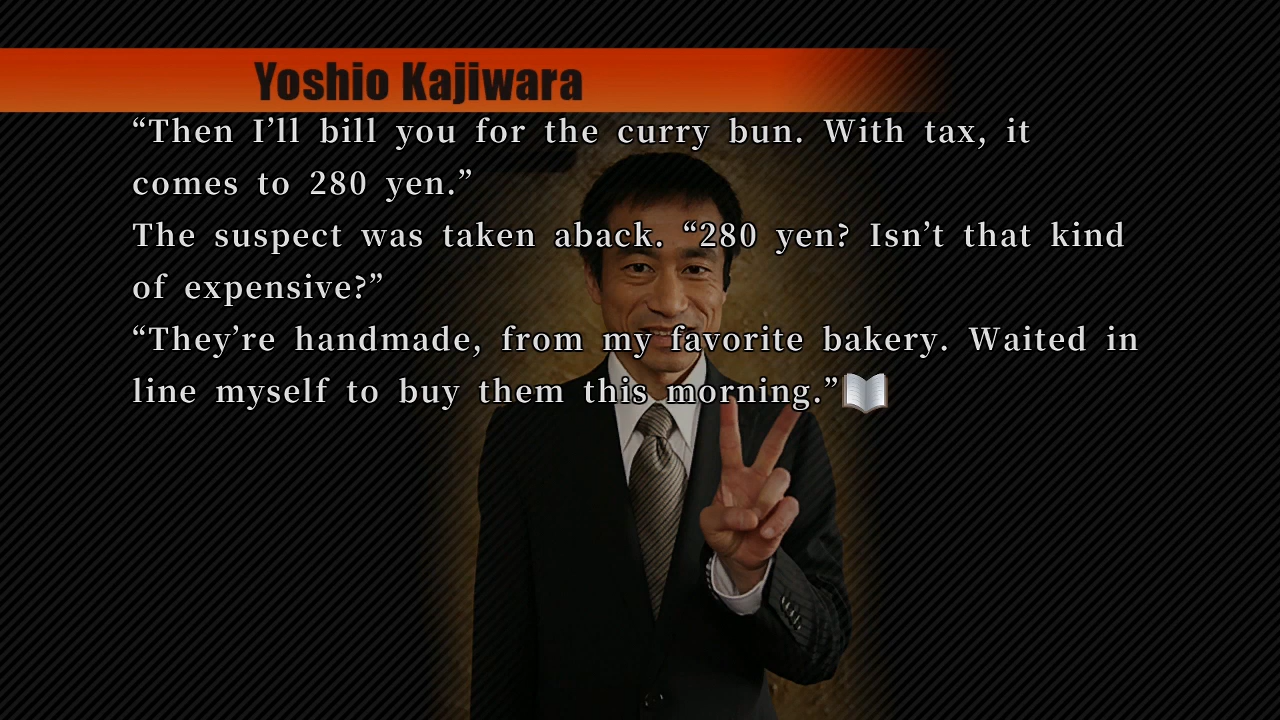 Yoshio Kajiwara
“Then I’ll bill you for the curry bun. With tax, it
comes to 280 yen.”
The suspect was taken aback. “280 yen? Isn’t that kind
of expensive?”
“They’re handmade, from my favorite bakery. Waited in
line myself to buy them this morning.”